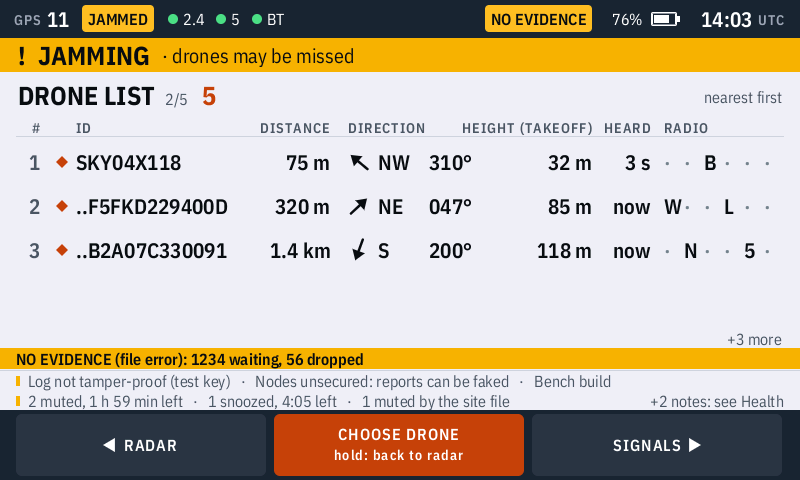 GPS 11 JAMMED 2.4 5 BT NO EVIDENCE 76% 14:03 UTC
! JAMMING · drones may be missed
DRONE LIST 2/5 5 nearest first
# ID DISTANCE DIRECTION HEIGHT (TAKEOFF) HEARD RADIO
1 SKY04X118 75 m NW 310° 32 m 3 s · · B · · ·
2 ..F5FKD229400D 320 m NE 047° 85 m now W · · L · ·
3 ..B2A07C330091 1.4 km S 200° 118 m now · N · · 5 ·
+3 more
NO EVIDENCE (file error): 1234 waiting, 56 dropped
Log not tamper-proof (test key) · Nodes unsecured: reports can be faked · Bench build
2 muted, 1 h 59 min left · 1 snoozed, 4:05 left · 1 muted by the site file +2 notes: see Health
RADAR
CHOOSE DRONE
hold: back to radar
SIGNALS